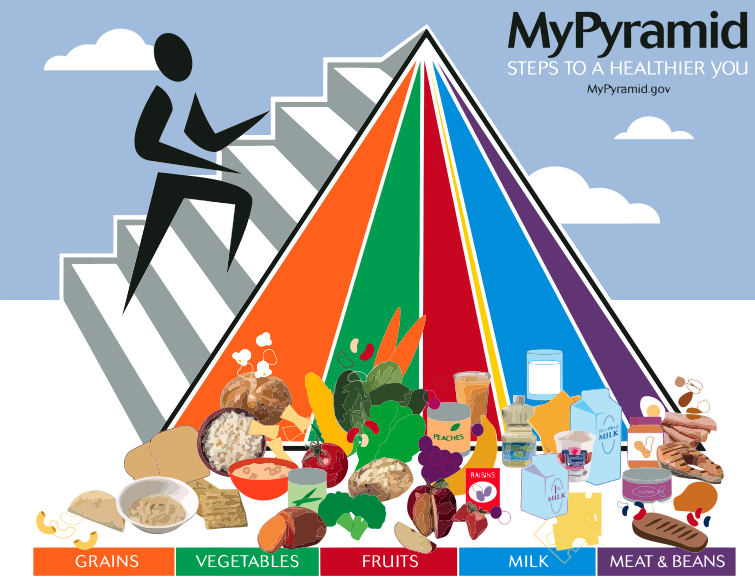 MyPyramid
STEPS TO A HEALTHIER YOU
MyPyramid.gov
PEACHES
MILK
RAISINS
MILK
GRAINS
VEGETABLES
FRUITS
MILK
MEAT & BEANS